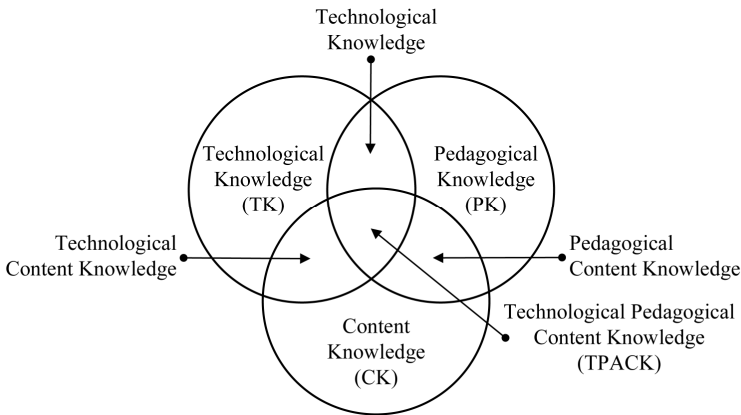 Technological
Knowledge
Technological
Knowledge
(TK)
Pedagogical
Knowledge
(PK)
Technological
Content Knowledge
Pedagogical
Content Knowledge
Technological Pedagogical
Content Knowledge
(TPACK)
Content
Knowledge
(CK)